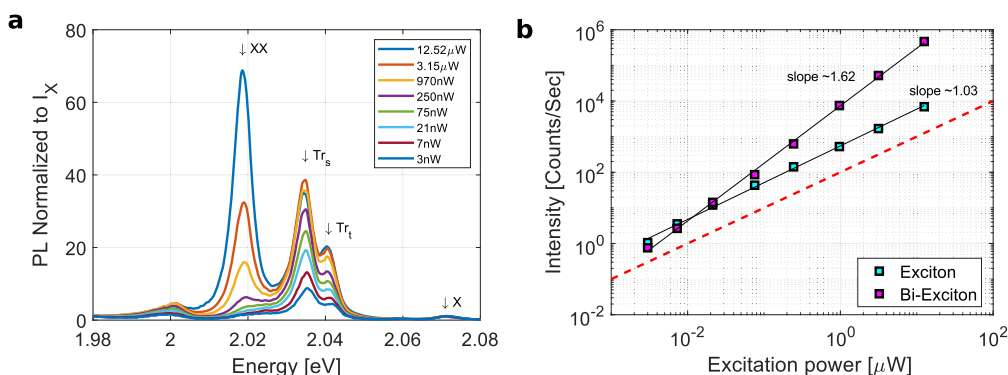 a
PL Normalized to I_X
80
60
40
20
0
1.98
2
2.02
2.04
2.06
2.08
Energy [eV]
↓ XX
↓ Tr_s
↓ Tr_t
↓ X
12.52μW
3.15μW
970nW
250nW
75nW
21nW
7nW
3nW
b
Intensity [Counts/Sec]
10^6
10^4
10^2
10^0
10^-2
10^-2
10^0
10^2
Excitation power [μW]
slope ~1.62
slope ~1.03
Exciton
Bi-Exciton